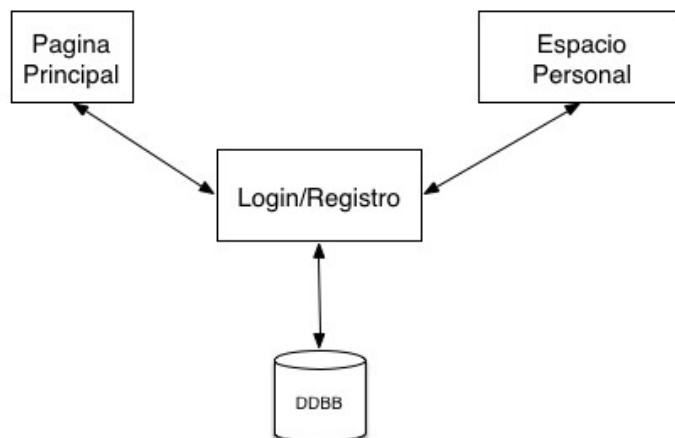 Pagina
Principal
Espacio
Personal
Login/Registro
DDBB